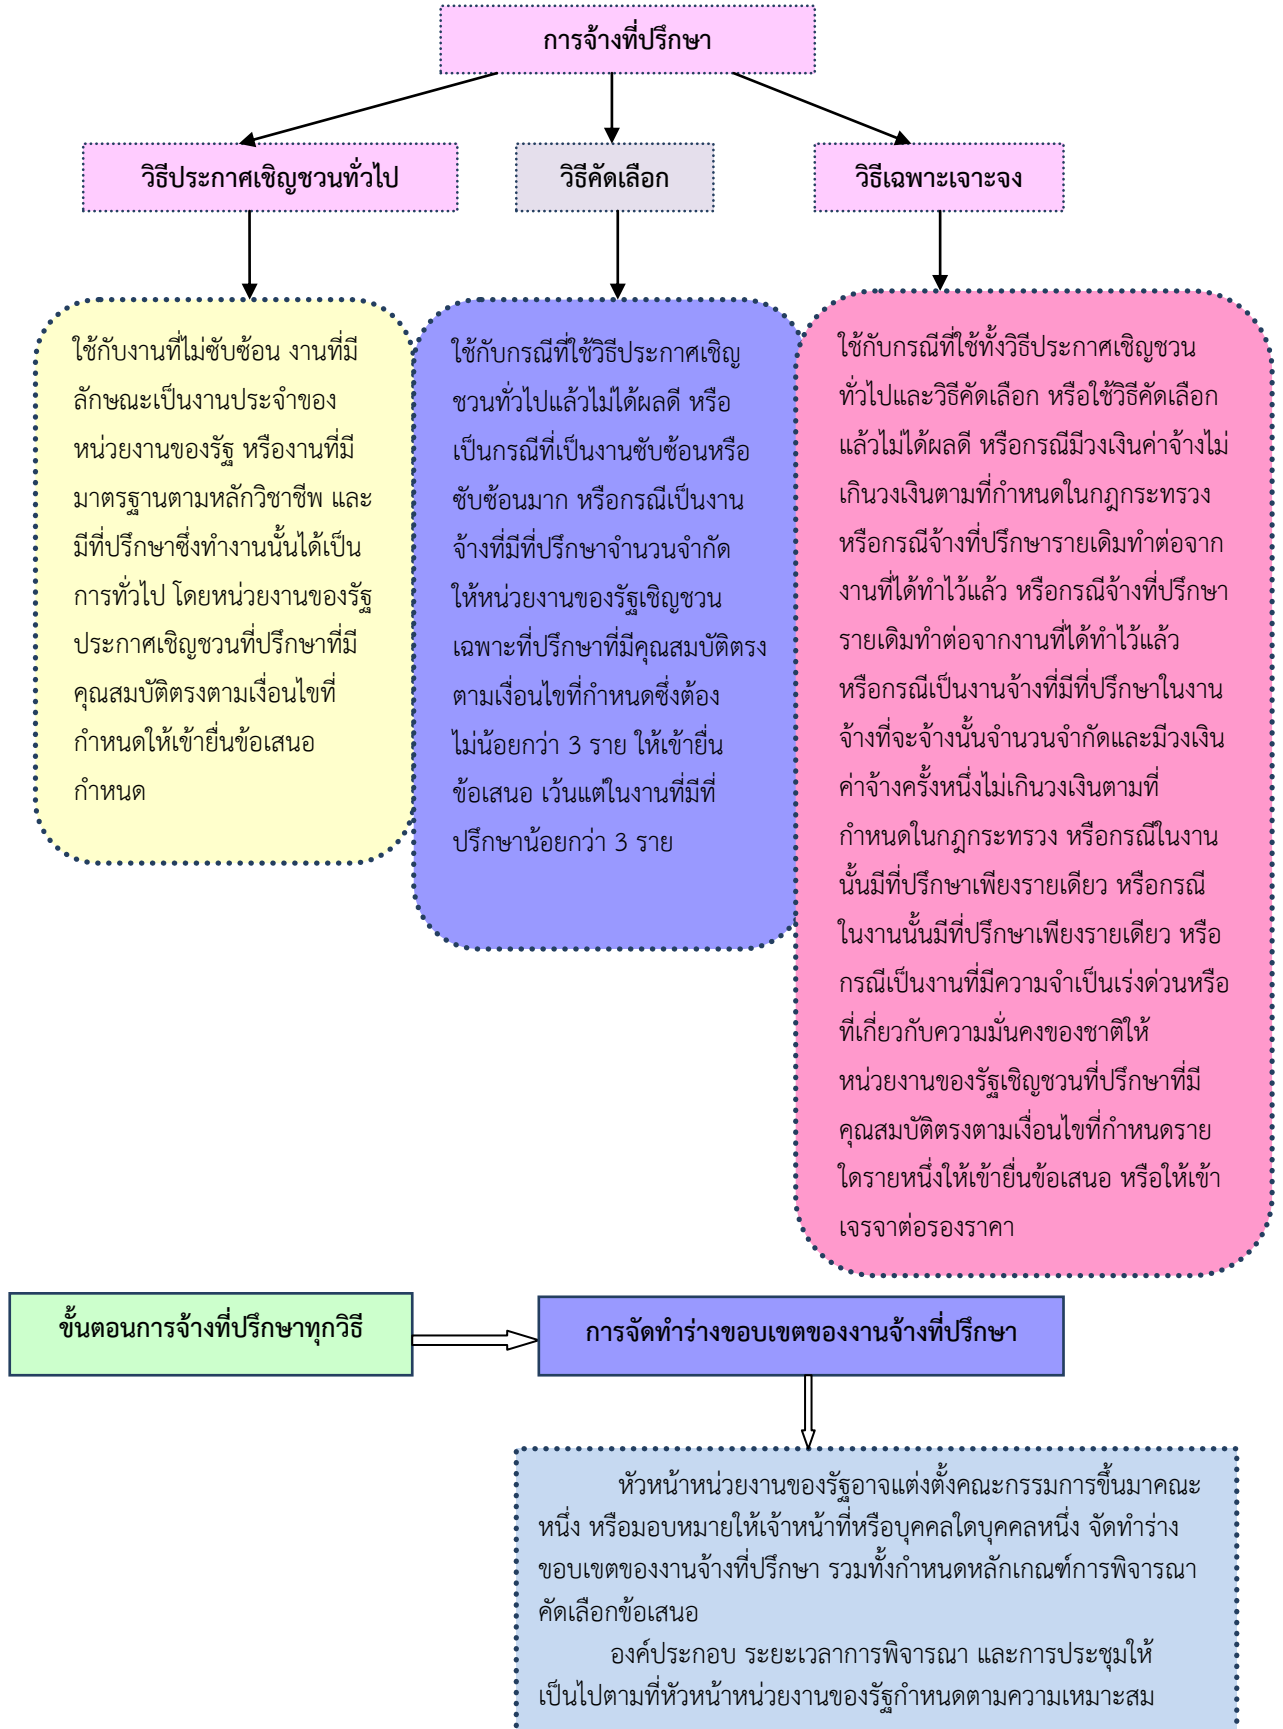 การจ้างที่ปรึกษา
วิธีประกาศเชิญชวนทั่วไป
วิธีคัดเลือก
วิธีเฉพาะเจาะจง
ใช้กับงานที่ไม่ซับซ้อน งานที่มี
ลักษณะเป็นงานประจำของ
หน่วยงานของรัฐ หรืองานที่มี
มาตรฐานตามหลักวิชาชีพ และ
มีที่ปรึกษาซึ่งทำงานนั้นได้เป็น
การทั่วไป โดยหน่วยงานของรัฐ
ประกาศเชิญชวนที่ปรึกษาที่มี
คุณสมบัติตรงตามเงื่อนไขที่
กำหนดให้เข้ายื่นข้อเสนอ
กำหนด
ใช้กับกรณีที่ใช้วิธีประกาศเชิญ
ชวนทั่วไปแล้วไม่ได้ผลดี หรือ
เป็นกรณีที่เป็นงานซับซ้อนหรือ
ซับซ้อนมาก หรือกรณีเป็นงาน
จ้างที่มีที่ปรึกษาจำนวนจำกัด
ให้หน่วยงานของรัฐเชิญชวน
เฉพาะที่ปรึกษาที่มีคุณสมบัติตรง
ตามเงื่อนไขที่กำหนดซึ่งต้อง
ไม่น้อยกว่า 3 ราย ให้เข้ายื่น
ข้อเสนอ เว้นแต่ในงานที่มีที่
ปรึกษาน้อยกว่า 3 ราย
ใช้กับกรณีที่ใช้ทั้งวิธีประกาศเชิญชวน
ทั่วไปและวิธีคัดเลือก หรือใช้วิธีคัดเลือก
แล้วไม่ได้ผลดี หรือกรณีมีวงเงินค่าจ้างไม่
เกินวงเงินตามที่กำหนดในกฎกระทรวง
หรือกรณีจ้างที่ปรึกษารายเดิมทำต่อจาก
งานที่ได้ทำไว้แล้ว หรือกรณีจ้างที่ปรึกษา
รายเดิมทำต่อจากงานที่ได้ทำไว้แล้ว
หรือกรณีเป็นงานจ้างที่มีที่ปรึกษาในงาน
จ้างที่จะจ้างนั้นจำนวนจำกัดและมีวงเงิน
ค่าจ้างครั้งหนึ่งไม่เกินวงเงินตามที่
กำหนดในกฎกระทรวง หรือกรณีในงาน
นั้นมีที่ปรึกษาเพียงรายเดียว หรือกรณี
ในงานนั้นมีที่ปรึกษาเพียงรายเดียว หรือ
กรณีเป็นงานที่มีความจำเป็นเร่งด่วนหรือ
ที่เกี่ยวกับความมั่นคงของชาติให้
หน่วยงานของรัฐเชิญชวนที่ปรึกษาที่มี
คุณสมบัติตรงตามเงื่อนไขที่กำหนดราย
ใดรายหนึ่งให้เข้ายื่นข้อเสนอ หรือให้เข้า
เจรจาต่อรองราคา
ขั้นตอนการจ้างที่ปรึกษาทุกวิธี
การจัดทำร่างขอบเขตของงานจ้างที่ปรึกษา
หัวหน้าหน่วยงานของรัฐอาจแต่งตั้งคณะกรรมการขึ้นมาคณะ
หนึ่ง หรือมอบหมายให้เจ้าหน้าที่หรือบุคคลใดบุคคลหนึ่ง จัดทำร่าง
ขอบเขตของงานจ้างที่ปรึกษา รวมทั้งกำหนดหลักเกณฑ์การพิจารณา
คัดเลือกข้อเสนอ
องค์ประกอบ ระยะเวลาการพิจารณา และการประชุมให้
เป็นไปตามที่หัวหน้าหน่วยงานของรัฐกำหนดตามความเหมาะสม